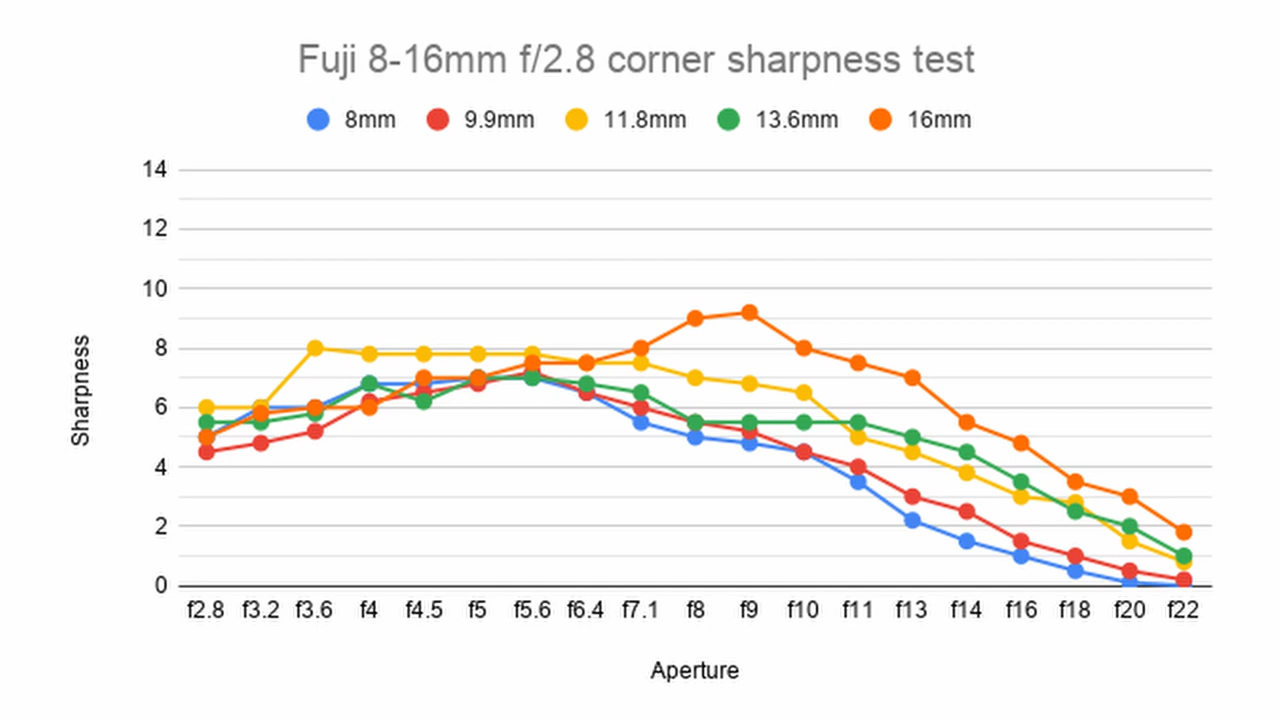 Fuji 8-16mm f/2.8 corner sharpness test
8mm 9.9mm 11.8mm 13.6mm 16mm
14
12
10
8
6
4
2
0
Sharpness
f2.8 f3.2 f3.6 f4 f4.5 f5 f5.6 f6.4 f7.1 f8 f9 f10 f11 f13 f14 f16 f18 f20 f22
Aperture